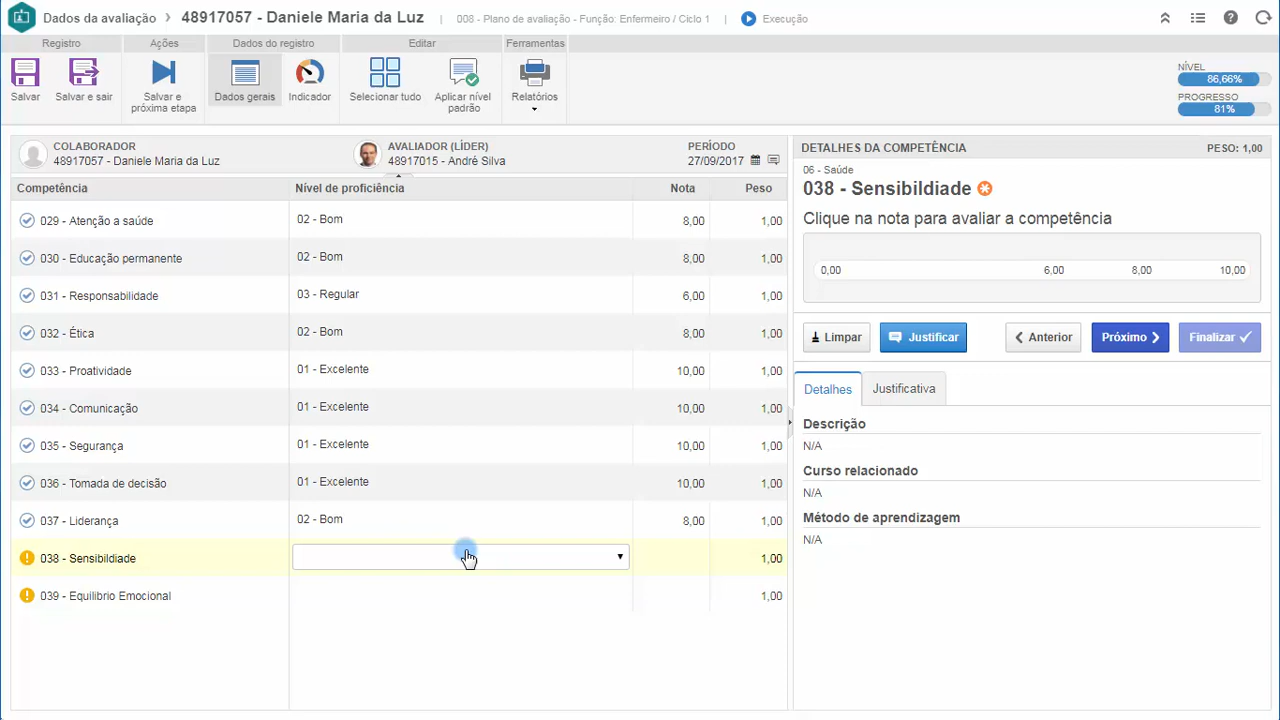 Dados da avaliação > 48917057 - Daniele Maria da Luz | 008 - Plano de avaliação - Função: Enfermeiro / Ciclo 1 | Execução
Registro Ações Dados do registro Editar Ferramentas
Salvar Salvar e sair Salvar e próxima etapa Dados gerais Indicador Selecionar tudo Aplicar nível padrão Relatórios
NÍVEL
86,66%
PROGRESSO
81%
COLABORADOR
48917057 - Daniele Maria da Luz
AVALIADOR (LÍDER)
48917015 - André Silva
PERÍODO
27/09/2017
Competência Nível de proficiência Nota Peso
029 - Atenção a saúde 02 - Bom 8,00 1,00
030 - Educação permanente 02 - Bom 8,00 1,00
031 - Responsabilidade 03 - Regular 6,00 1,00
032 - Ética 02 - Bom 8,00 1,00
033 - Proatividade 01 - Excelente 10,00 1,00
034 - Comunicação 01 - Excelente 10,00 1,00
035 - Segurança 01 - Excelente 10,00 1,00
036 - Tomada de decisão 01 - Excelente 10,00 1,00
037 - Liderança 02 - Bom 8,00 1,00
038 - Sensibildiade 1,00
039 - Equilibrio Emocional 1,00
DETALHES DA COMPETÊNCIA PESO: 1,00
06 - Saúde
038 - Sensibildiade
Clique na nota para avaliar a competência
0,00 6,00 8,00 10,00
Limpar Justificar Anterior Próximo Finalizar
Detalhes Justificativa
Descrição
N/A
Curso relacionado
N/A
Método de aprendizagem
N/A